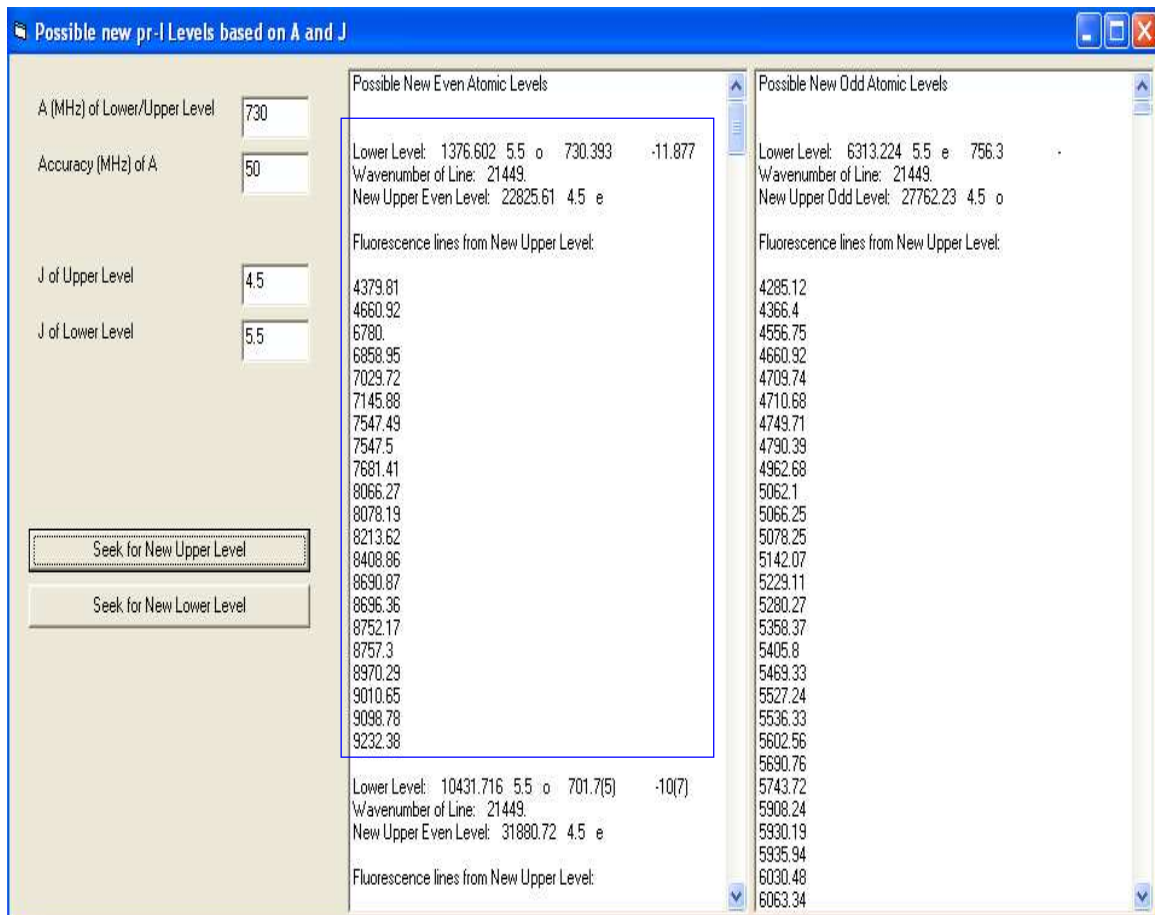 Possible new pr-I Levels based on A and J
A (MHz) of Lower/Upper Level
730
Accuracy (MHz) of A
50
J of Upper Level
4.5
J of Lower Level
5.5
Seek for New Upper Level
Seek for New Lower Level
Possible New Even Atomic Levels
Lower Level: 1376.602 5.5 o 730.393 -11.877
Wavenumber of Line: 21449.
New Upper Even Level: 22825.61 4.5 e
Fluorescence lines from New Upper Level:
4379.81
4660.92
6780.
6858.95
7029.72
7145.88
7547.49
7547.5
7681.41
8066.27
8078.19
8213.62
8408.86
8690.87
8696.36
8752.17
8757.3
8970.29
9010.65
9098.78
9232.38
Lower Level: 10431.716 5.5 o 701.7(5) -10(7)
Wavenumber of Line: 21449.
New Upper Even Level: 31880.72 4.5 e
Fluorescence lines from New Upper Level:
Possible New Odd Atomic Levels
Lower Level: 6313.224 5.5 e 756.3 -
Wavenumber of Line: 21449.
New Upper Odd Level: 27762.23 4.5 o
Fluorescence lines from New Upper Level:
4285.12
4366.4
4556.75
4660.92
4709.74
4710.68
4749.71
4790.39
4962.68
5062.1
5066.25
5078.25
5142.07
5229.11
5280.27
5358.37
5405.8
5469.33
5527.24
5536.33
5602.56
5690.76
5743.72
5908.24
5930.19
5935.94
6030.48
6063.34